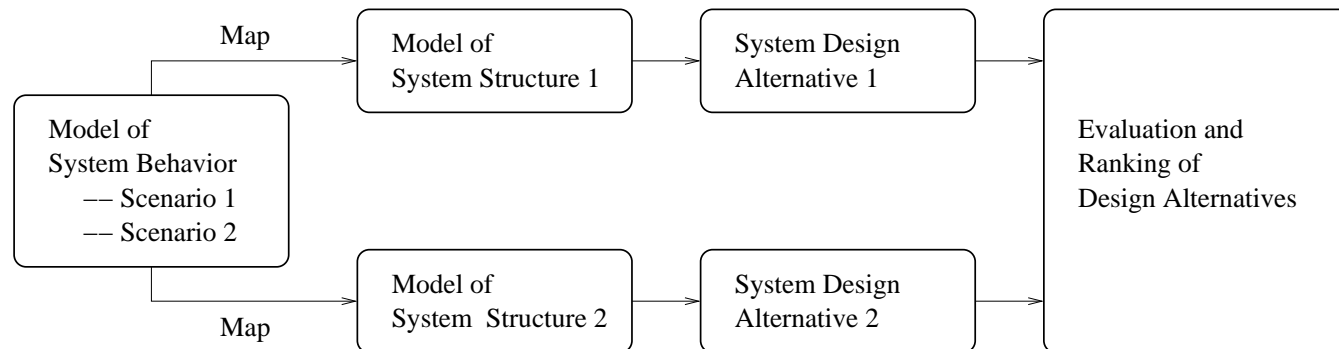 Map
Model of
System Structure 1
System Design
Alternative 1
Model of
System Behavior
−− Scenario 1
−− Scenario 2
Evaluation and
Ranking of
Design Alternatives
Map
Model of
System Structure 2
System Design
Alternative 2